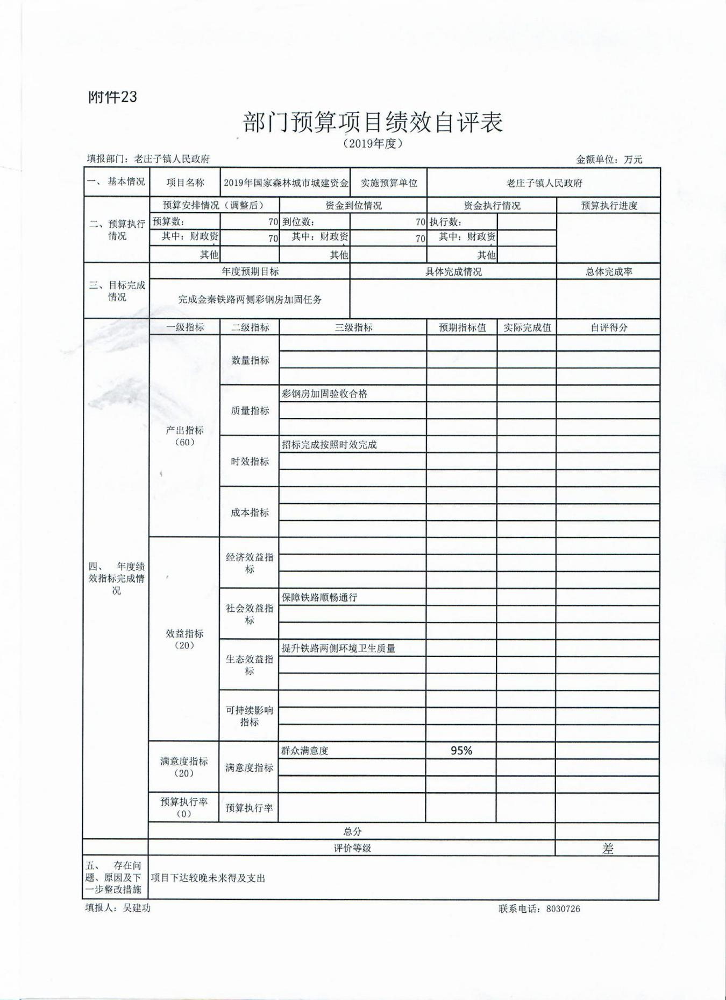 附件23
部门预算项目绩效自评表
（2019年度）
填报部门：老庄子镇人民政府 金额单位：万元
一、 基本情况 项目名称 2019年国家森林城市城建资金 实施预算单位 老庄子镇人民政府
二、预算执行情况 预算安排情况（调整后） 资金到位情况 资金执行情况 预算执行进度
预算数： 70 到位数： 70 执行数：
其中：财政资 70 其中：财政资 70 其中：财政资
其他 其他 其他
三、目标完成情况 年度预期目标 具体完成情况 总体完成率
完成金秦铁路两侧彩钢房加固任务
四、 年度绩效指标完成情况 一级指标 二级指标 三级指标 预期指标值 实际完成值 自评得分
产出指标（60） 数量指标
质量指标 彩钢房加固验收合格
时效指标 招标完成按照时效完成
成本指标
效益指标（20） 经济效益指标
社会效益指标 保障铁路顺畅通行
生态效益指标 提升铁路两侧环境卫生质量
可持续影响指标
满意度指标（20） 满意度指标 群众满意度 95%
预算执行率（0） 预算执行率
总分
评价等级 差
五、 存在问题、原因及下一步整改措施 项目下达较晚未来得及支出
填报人：吴建功 联系电话：8030726